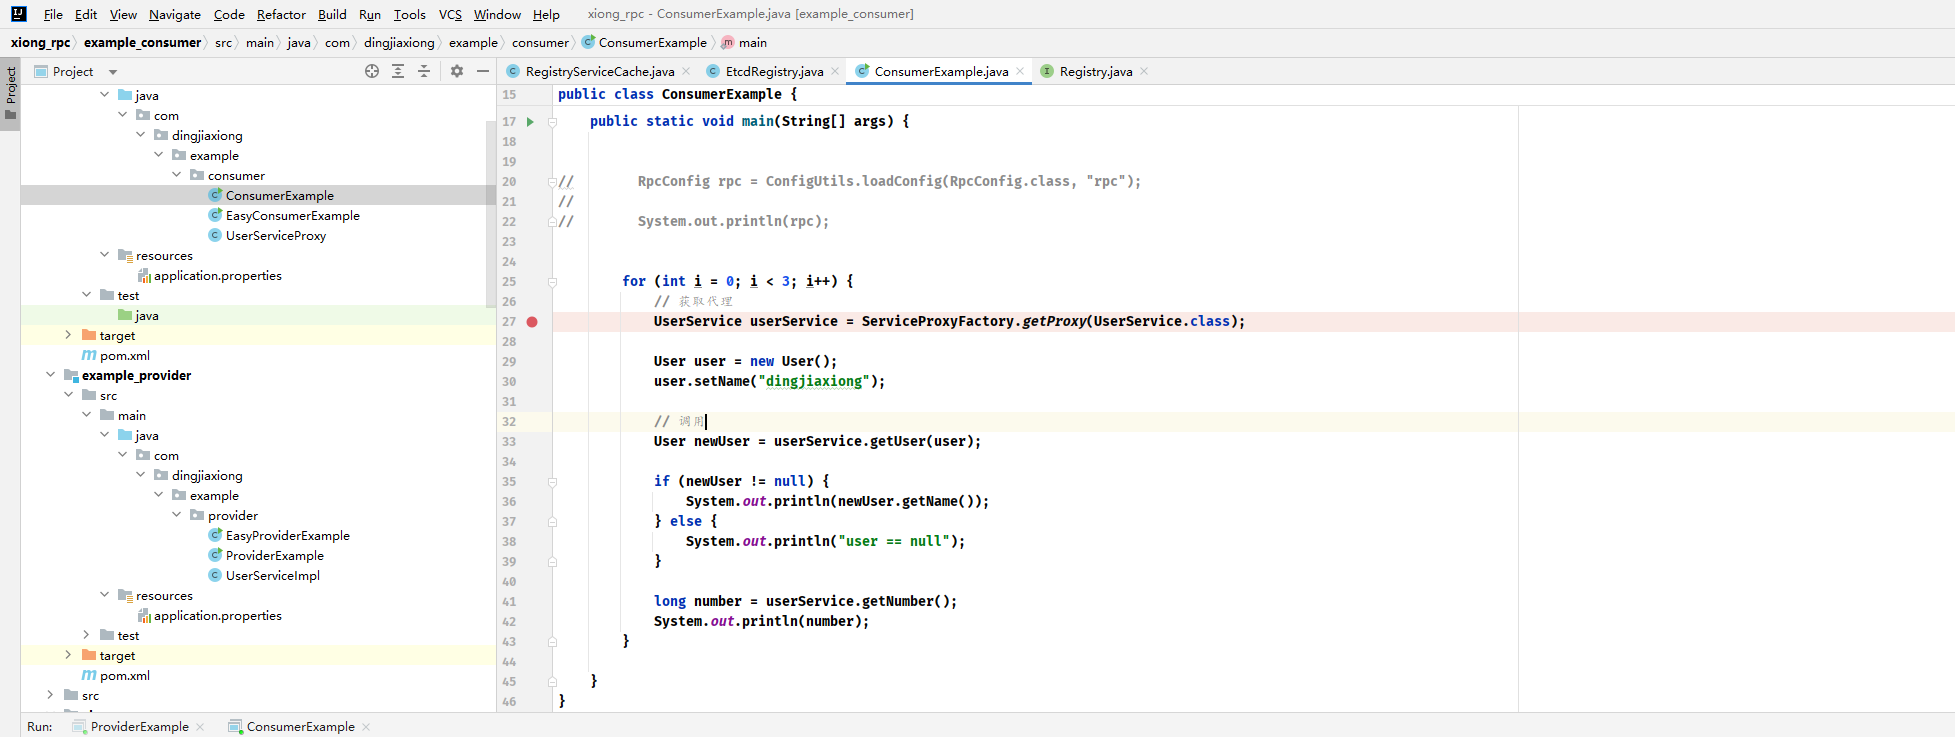 File Edit View Navigate Code Refactor Build Run Tools VCS Window Help xiong_rpc - ConsumerExample.java [example_consumer]
xiong_rpc example_consumer src main java com dingjiaxiong example consumer ConsumerExample main
Project
Project
RegistryServiceCache.java EtcdRegistry.java ConsumerExample.java Registry.java
java
com
dingjiaxiong
example
consumer
ConsumerExample
EasyConsumerExample
UserServiceProxy
resources
application.properties
test
java
target
pom.xml
example_provider
src
main
java
com
dingjiaxiong
example
provider
EasyProviderExample
ProviderExample
UserServiceImpl
resources
application.properties
test
target
pom.xml
src
15 public class ConsumerExample {
17 public static void main(String[] args) {
18
19
20 // RpcConfig rpc = ConfigUtils.loadConfig(RpcConfig.class, "rpc");
21 //
22 // System.out.println(rpc);
23
24
25 for (int i = 0; i < 3; i++) {
26 // 获取代理
27 UserService userService = ServiceProxyFactory.getProxy(UserService.class);
28
29 User user = new User();
30 user.setName("dingjiaxiong");
31
32 // 调用
33 User newUser = userService.getUser(user);
34
35 if (newUser != null) {
36 System.out.println(newUser.getName());
37 } else {
38 System.out.println("user == null");
39 }
40
41 long number = userService.getNumber();
42 System.out.println(number);
43 }
44
45 }
46 }
Run: ProviderExample ConsumerExample